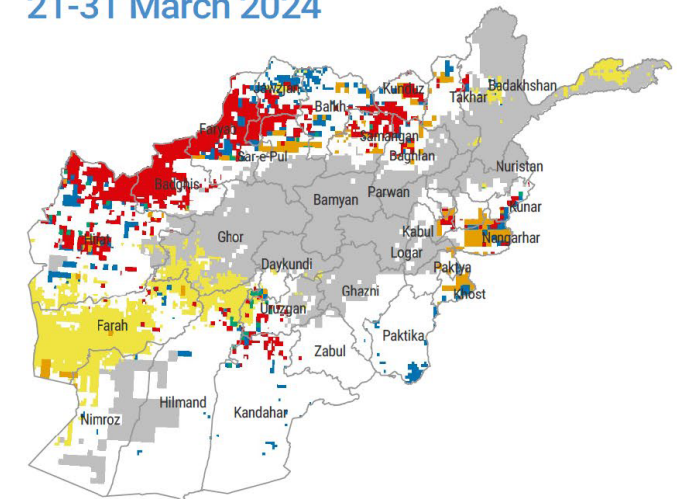 21-31 March 2024
Jawzjan
Balkh
Kunduz
Takhar
Badakhshan
Faryab
Samangan
Sar-e-Pul
Baghlan
Badghis
Nuristan
Bamyan
Parwan
Kunar
Hirat
Ghor
Kabul
Nangarhar
Logar
Daykundi
Paktya
Ghazni
Khost
Uruzgan
Farah
Paktika
Zabul
Hilmand
Kandahar
Nimroz